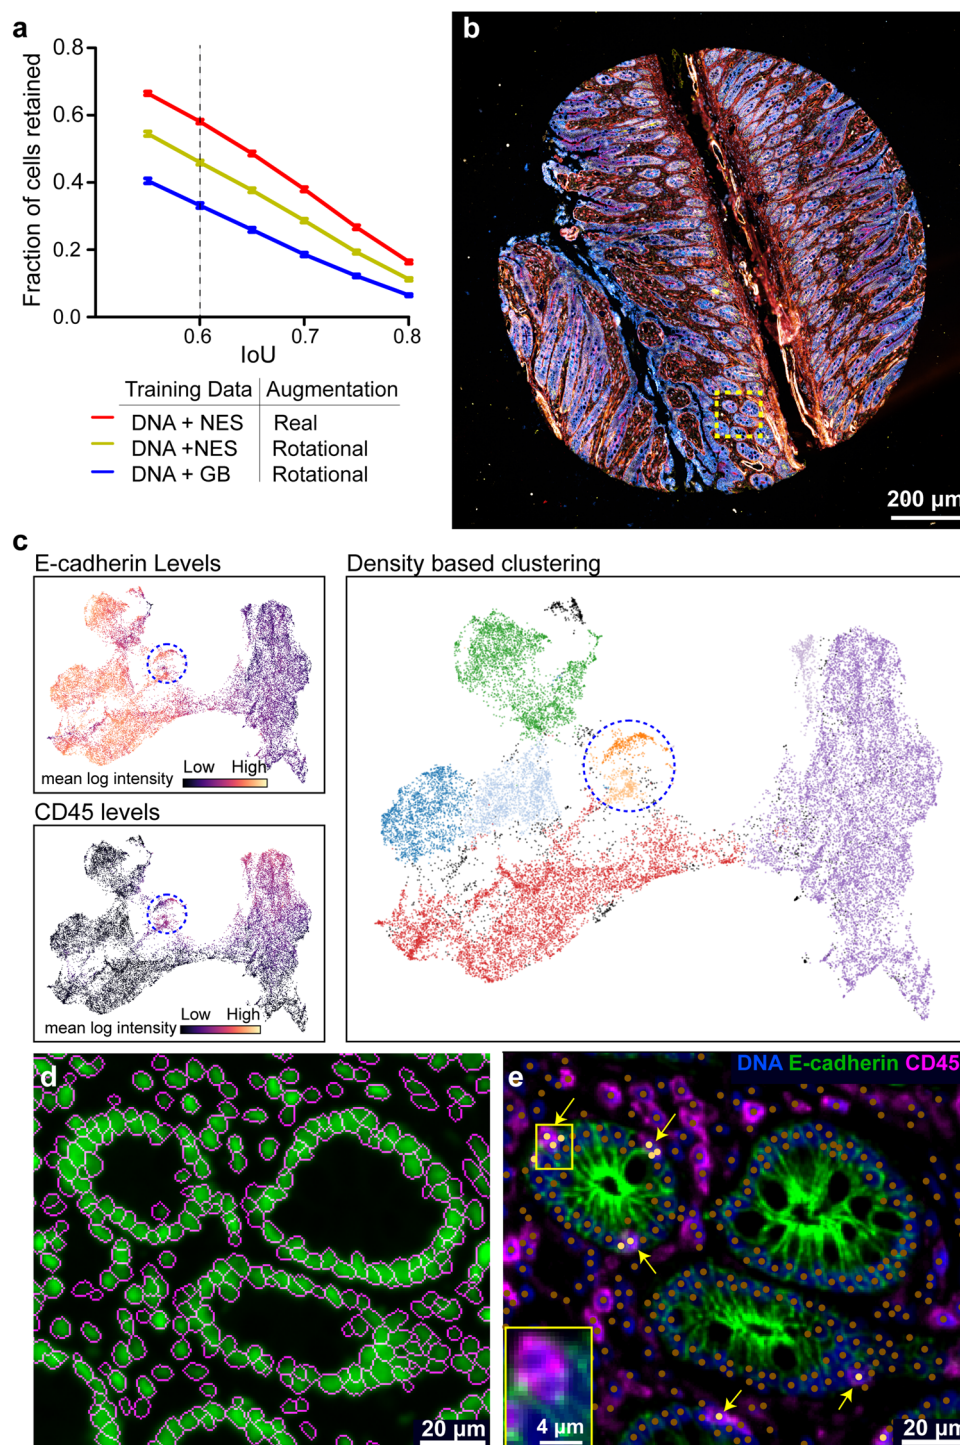 a
0.8
0.6
0.4
0.2
0.0
Fraction of cells retained
0.6 0.7 0.8
IoU
Training Data Augmentation
DNA + NES Real
DNA +NES Rotational
DNA + GB Rotational
b
200 µm
c
E-cadherin Levels
Low High
mean log intensity
CD45 levels
Low High
mean log intensity
Density based clustering
d
20 µm
e
DNA E-cadherin CD45
4 µm
20 µm